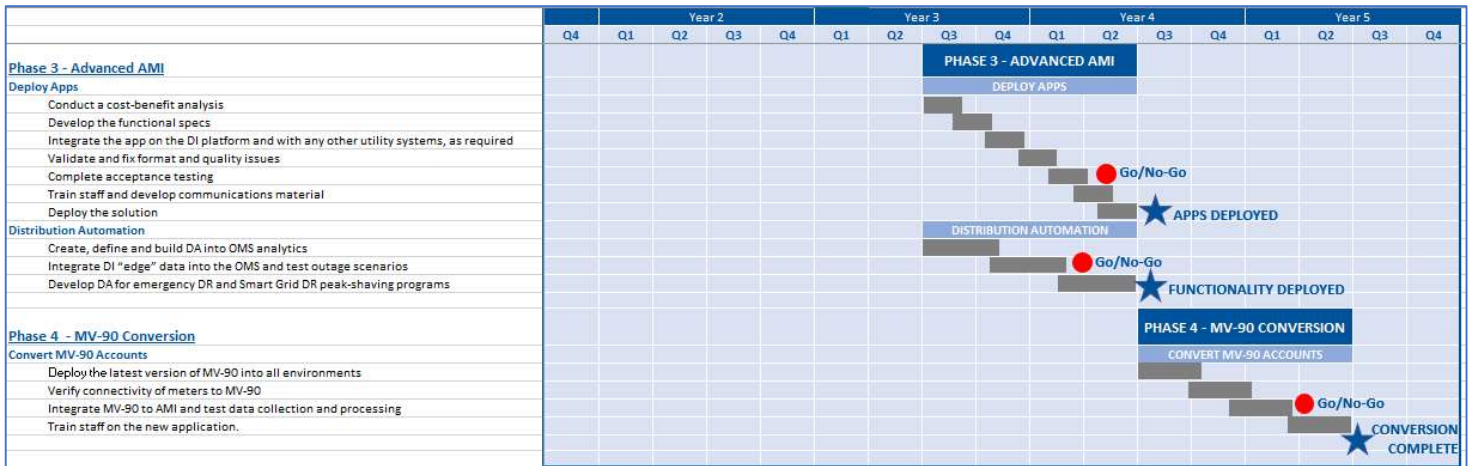 Year 2 Year 3 Year 4 Year 5
Q4 Q1 Q2 Q3 Q4 Q1 Q2 Q3 Q4 Q1 Q2 Q3 Q4 Q1 Q2 Q3 Q4
Phase 3 - Advanced AMI PHASE 3 - ADVANCED AMI
Deploy Apps DEPLOY APPS
Conduct a cost-benefit analysis
Develop the functional specs
Integrate the app on the DI platform and with any other utility systems, as required
Validate and fix format and quality issues
Complete acceptance testing Go/No-Go
Train staff and develop communications material
Deploy the solution APPS DEPLOYED
Distribution Automation DISTRIBUTION AUTOMATION
Create, define and build DA into OMS analytics
Integrate DI “edge” data into the OMS and test outage scenarios Go/No-Go
Develop DA for emergency DR and Smart Grid DR peak-shaving programs FUNCTIONALITY DEPLOYED
Phase 4 - MV-90 Conversion PHASE 4 - MV-90 CONVERSION
Convert MV-90 Accounts CONVERT MV-90 ACCOUNTS
Deploy the latest version of MV-90 into all environments
Verify connectivity of meters to MV-90
Integrate MV-90 to AMI and test data collection and processing Go/No-Go
Train staff on the new application. CONVERSION
COMPLETE